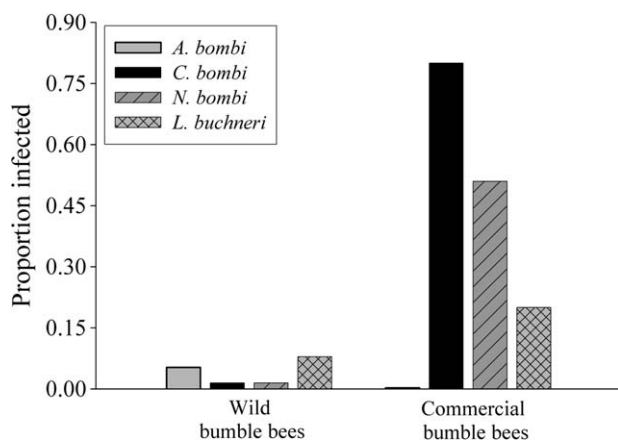 0.90
0.75
0.60
0.45
0.30
0.15
0.00
Proportion infected
A. bombi
C. bombi
N. bombi
L. buchneri
Wild
bumble bees
Commercial
bumble bees